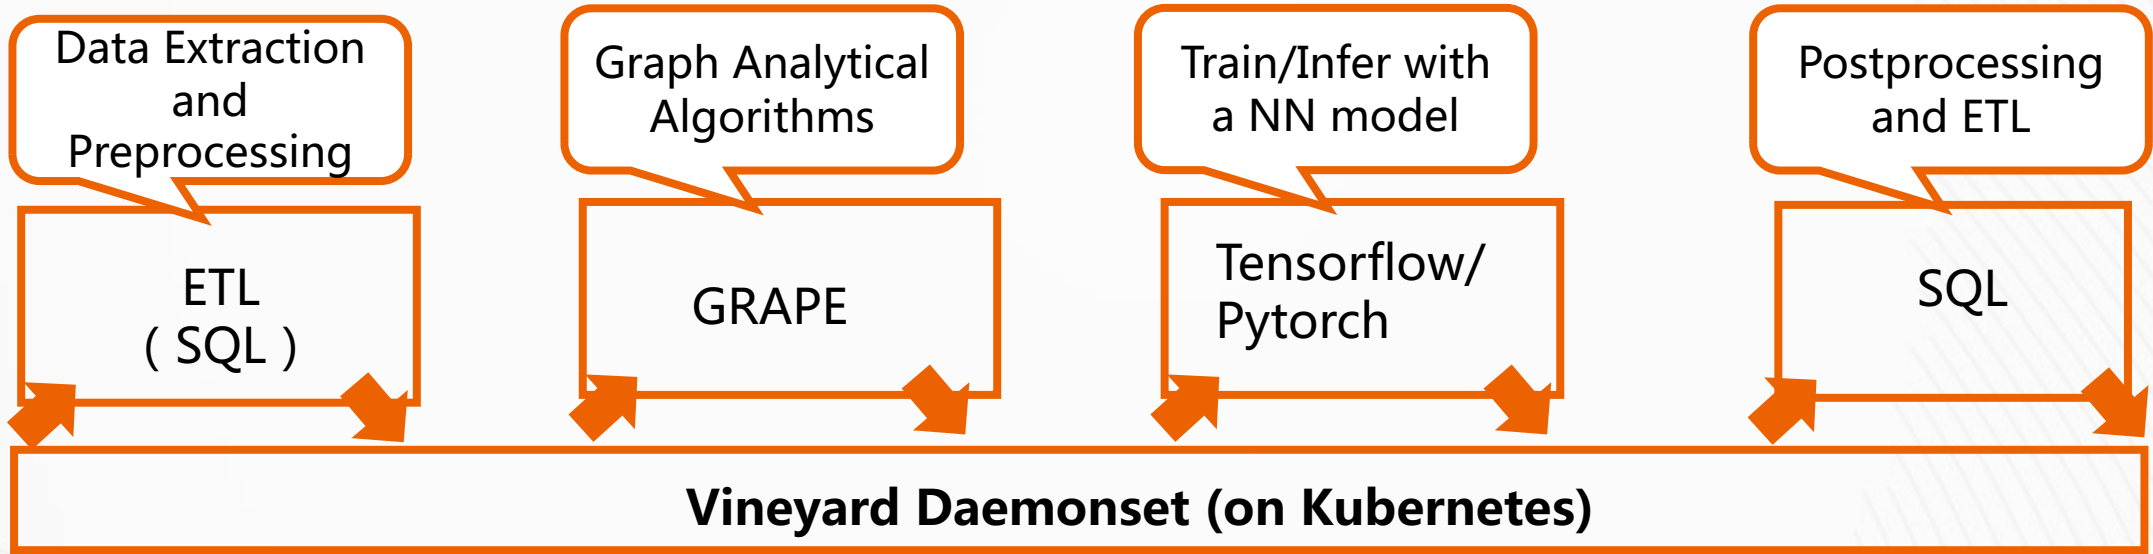 Data Extraction
and
Preprocessing
Graph Analytical
Algorithms
Train/Infer with
a NN model
Postprocessing
and ETL
ETL
( SQL )
GRAPE
Tensorflow/
Pytorch
SQL
Vineyard Daemonset (on Kubernetes)